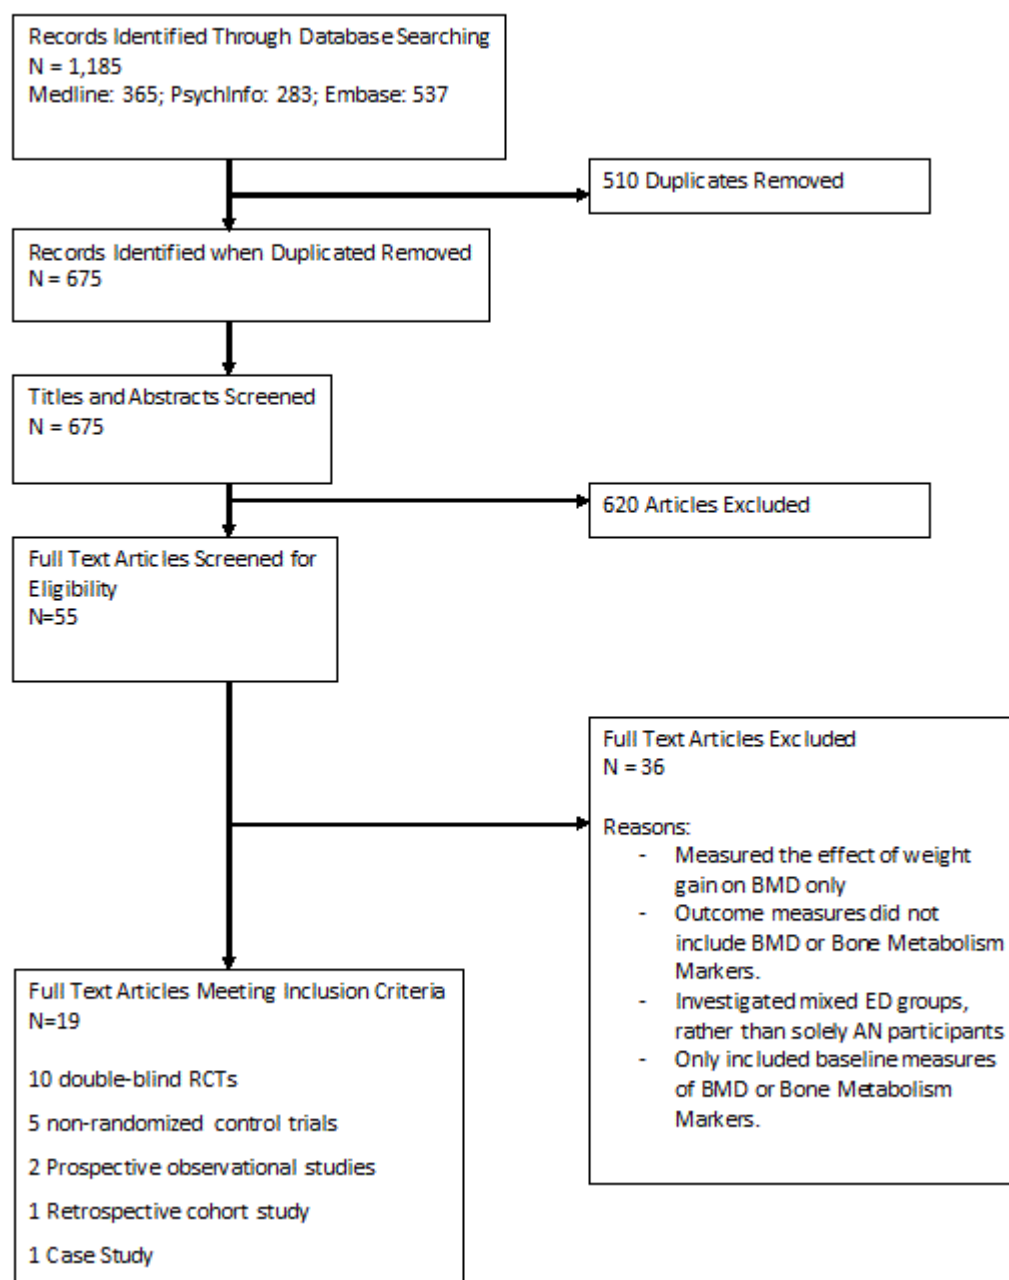 Records Identified Through Database Searching
N = 1,185
Medline: 365; PsychInfo: 283; Embase: 537
510 Duplicates Removed
Records Identified when Duplicated Removed
N = 675
Titles and Abstracts Screened
N = 675
620 Articles Excluded
Full Text Articles Screened for
Eligibility
N=55
Full Text Articles Excluded
N = 36
Reasons:
- Measured the effect of weight
gain on BMD only
- Outcome measures did not
include BMD or Bone Metabolism
Markers.
- Investigated mixed ED groups,
rather than solely AN participants
- Only included baseline measures
of BMD or Bone Metabolism
Markers.
Full Text Articles Meeting Inclusion Criteria
N=19
10 double-blind RCTs
5 non-randomized control trials
2 Prospective observational studies
1 Retrospective cohort study
1 Case Study